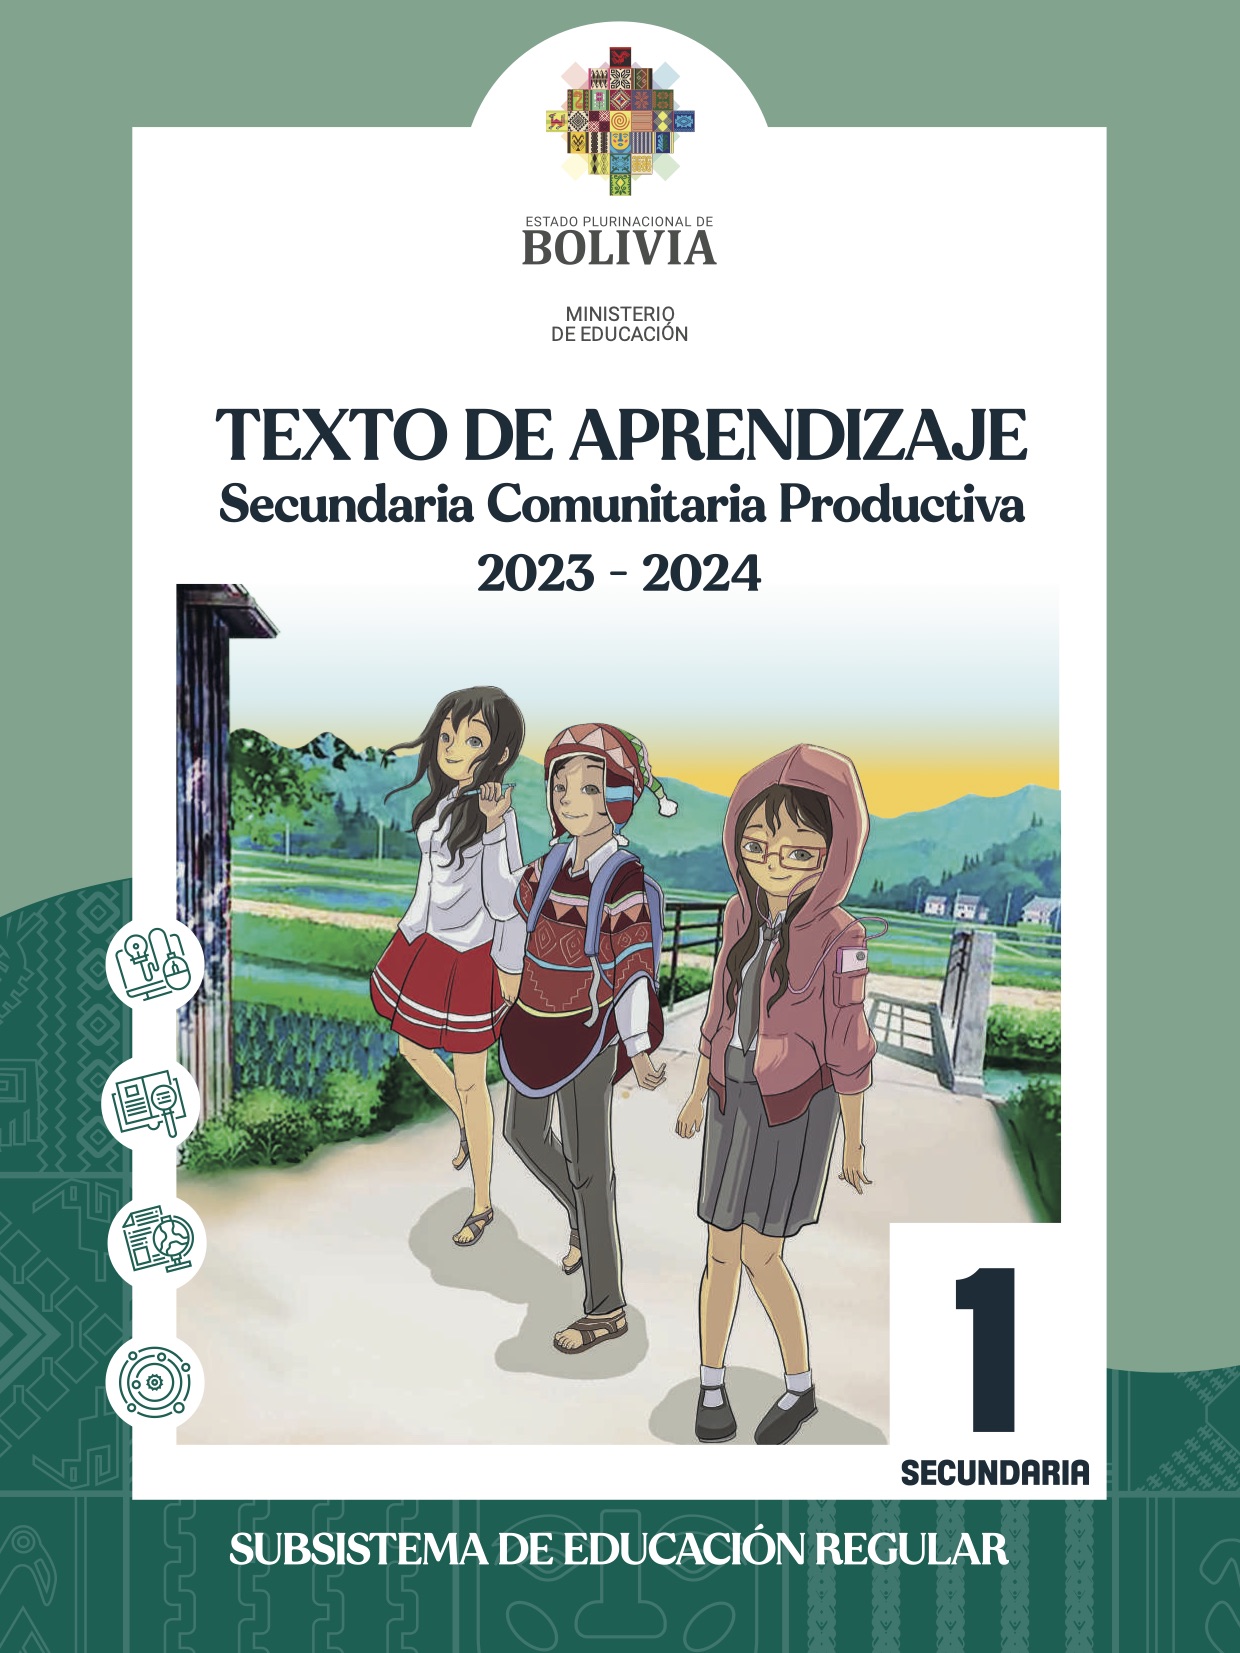 ESTADO PLURINACIONAL DE
BOLIVIA
MINISTERIO
DE EDUCACIÓN
TEXTO DE APRENDIZAJE
Secundaria Comunitaria Productiva
2023 - 2024
1
SECUNDARIA
SUBSISTEMA DE EDUCACIÓN REGULAR